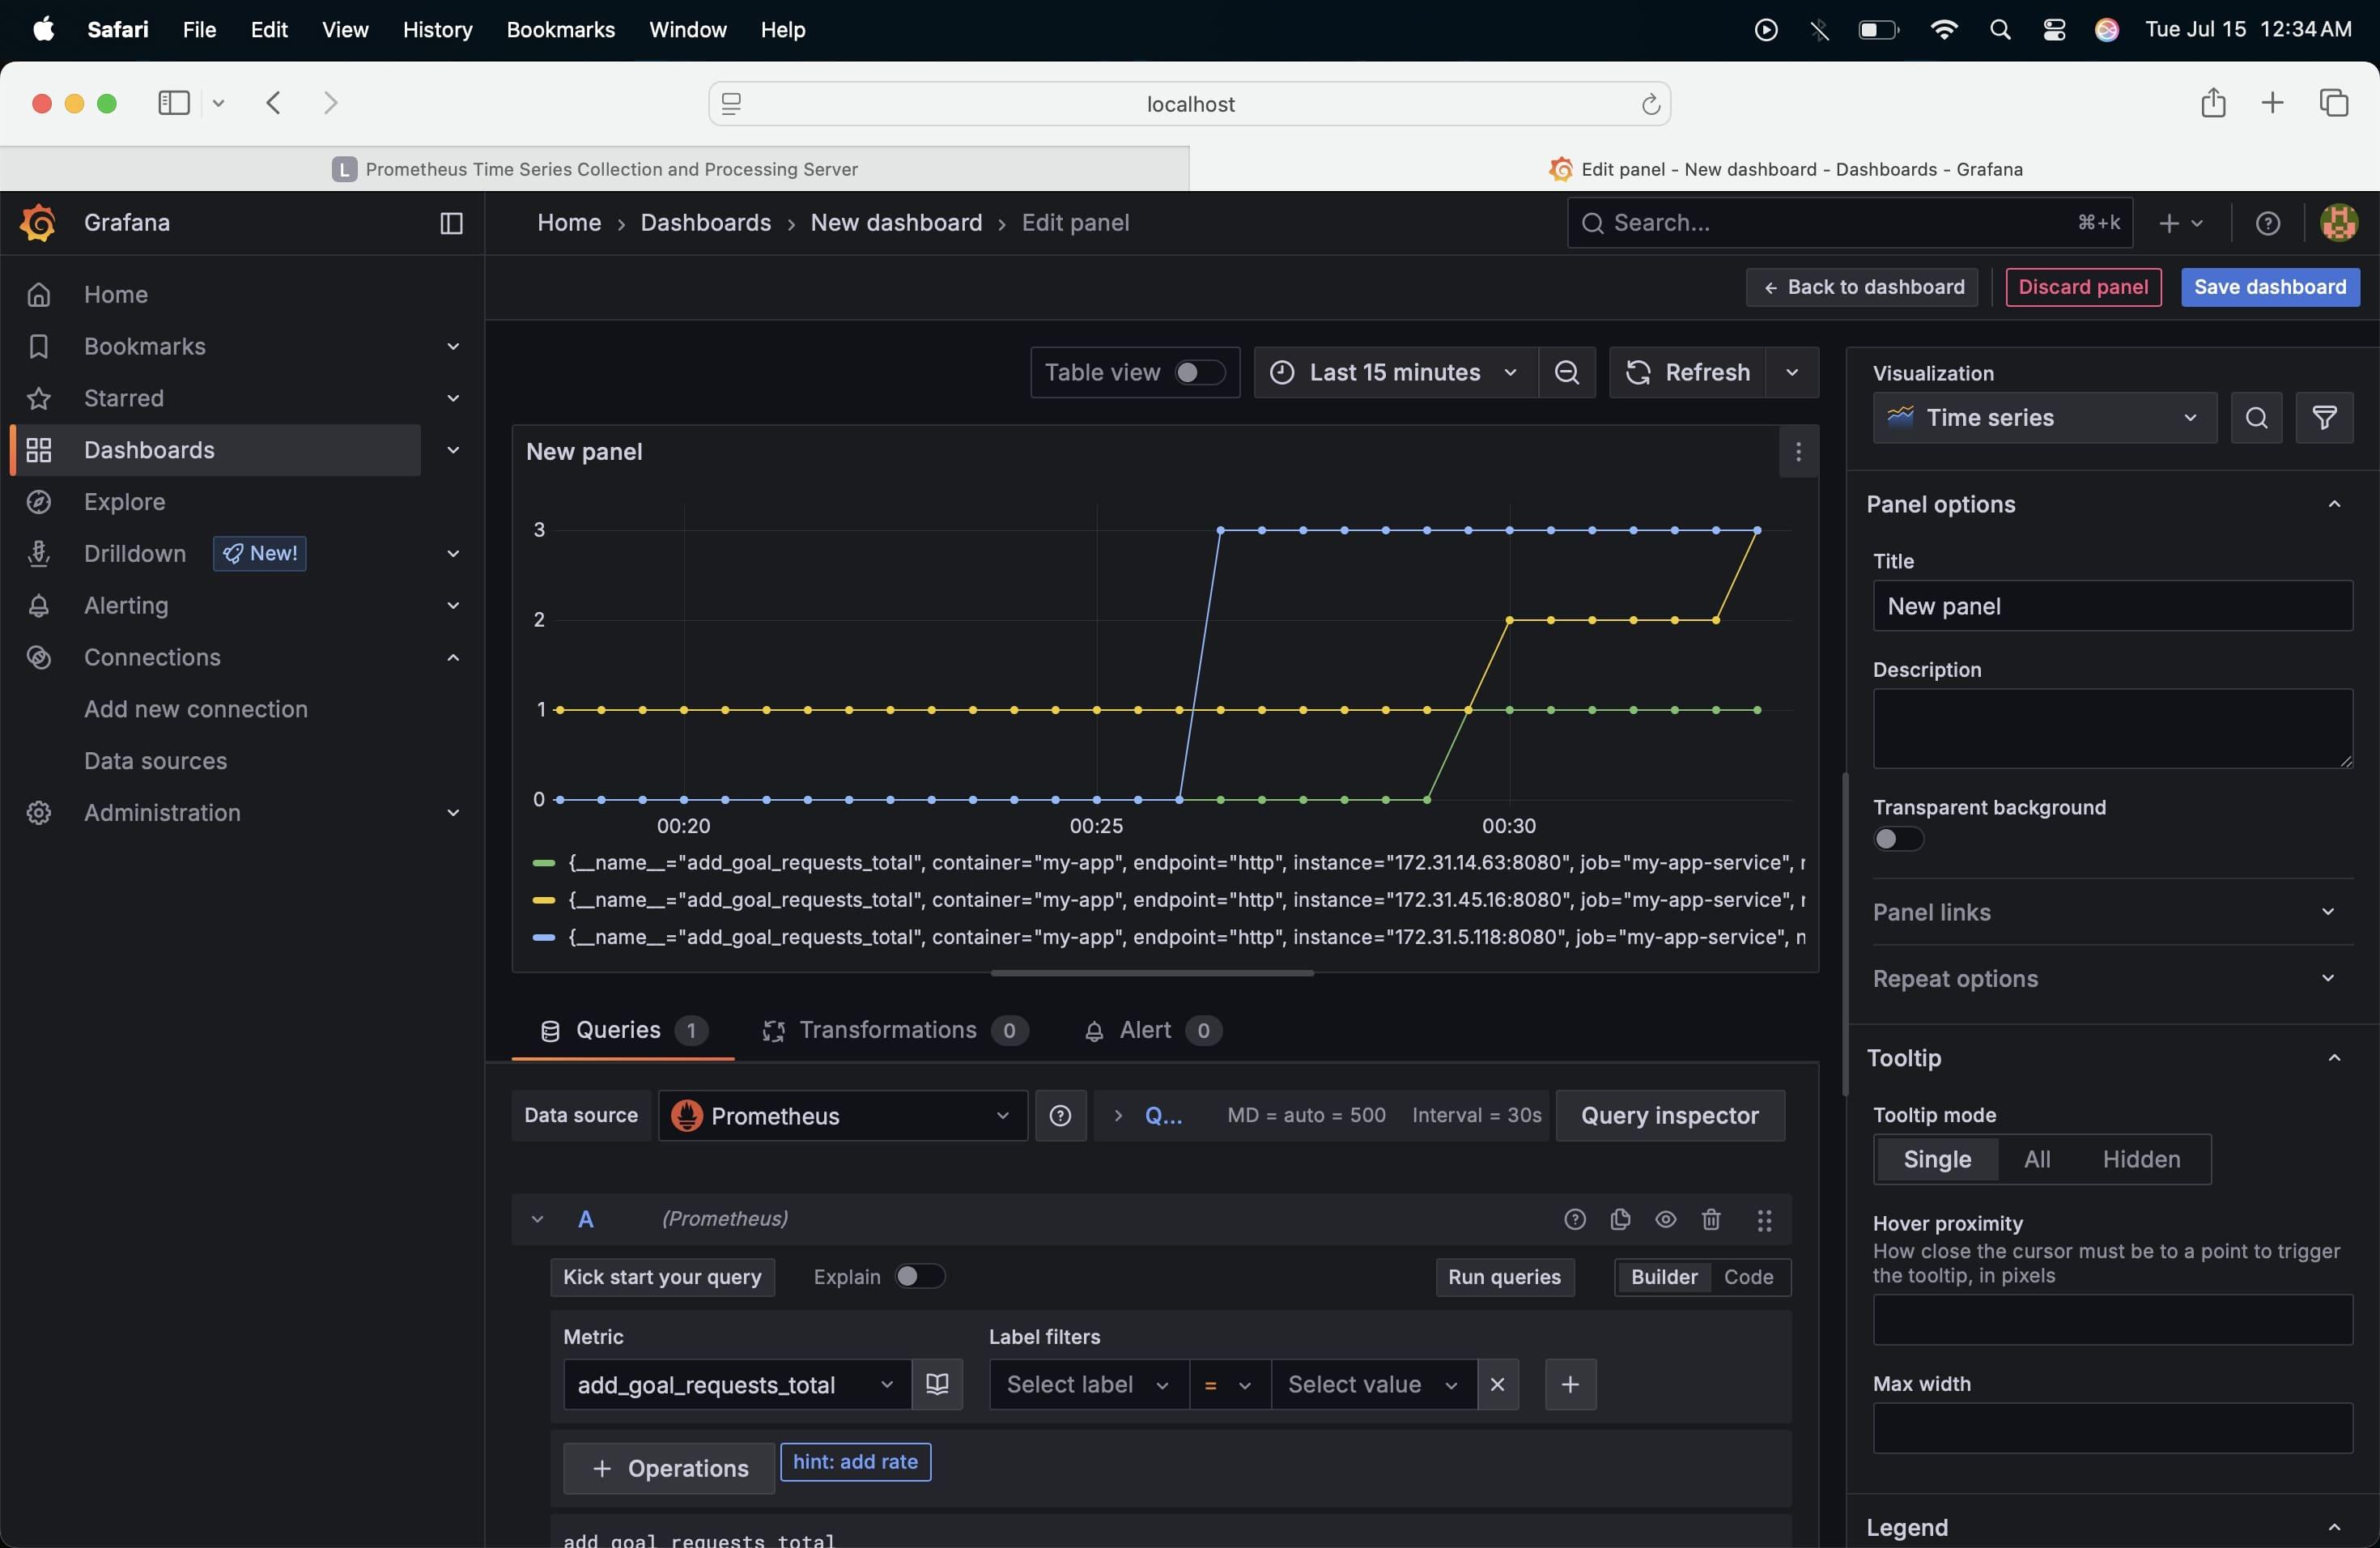 Safari File Edit View History Bookmarks Window Help Tue Jul 15 12:34 AM
localhost
L Prometheus Time Series Collection and Processing Server
Edit panel - New dashboard - Dashboards - Grafana
Grafana
Home › Dashboards › New dashboard › Edit panel
Search... ⌘+k
← Back to dashboard Discard panel Save dashboard
Home
Bookmarks
Starred
Dashboards
Explore
Drilldown New!
Alerting
Connections
Add new connection
Data sources
Administration
Table view Last 15 minutes Refresh
New panel
3
2
1
0
00:20 00:25 00:30
{__name__="add_goal_requests_total", container="my-app", endpoint="http", instance="172.31.14.63:8080", job="my-app-service", r
{__name__="add_goal_requests_total", container="my-app", endpoint="http", instance="172.31.45.16:8080", job="my-app-service", r
{__name__="add_goal_requests_total", container="my-app", endpoint="http", instance="172.31.5.118:8080", job="my-app-service", n
Queries 1 Transformations 0 Alert 0
Data source Prometheus Q... MD = auto = 500 Interval = 30s Query inspector
A (Prometheus)
Kick start your query Explain Run queries Builder Code
Metric Label filters
add_goal_requests_total Select label = Select value
+ Operations hint: add rate
add_goal_requests_total
Visualization
Time series
Panel options
Title
New panel
Description
Transparent background
Panel links
Repeat options
Tooltip
Tooltip mode
Single All Hidden
Hover proximity
How close the cursor must be to a point to trigger
the tooltip, in pixels
Max width
Legend